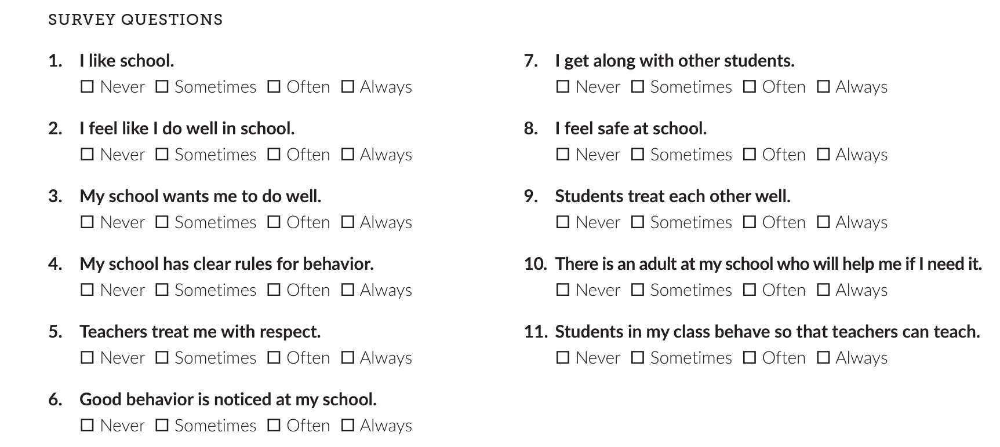 SURVEY QUESTIONS
1. I like school.
☐ Never ☐ Sometimes ☐ Often ☐ Always
2. I feel like I do well in school.
☐ Never ☐ Sometimes ☐ Often ☐ Always
3. My school wants me to do well.
☐ Never ☐ Sometimes ☐ Often ☐ Always
4. My school has clear rules for behavior.
☐ Never ☐ Sometimes ☐ Often ☐ Always
5. Teachers treat me with respect.
☐ Never ☐ Sometimes ☐ Often ☐ Always
6. Good behavior is noticed at my school.
☐ Never ☐ Sometimes ☐ Often ☐ Always
7. I get along with other students.
☐ Never ☐ Sometimes ☐ Often ☐ Always
8. I feel safe at school.
☐ Never ☐ Sometimes ☐ Often ☐ Always
9. Students treat each other well.
☐ Never ☐ Sometimes ☐ Often ☐ Always
10. There is an adult at my school who will help me if I need it.
☐ Never ☐ Sometimes ☐ Often ☐ Always
11. Students in my class behave so that teachers can teach.
☐ Never ☐ Sometimes ☐ Often ☐ Always